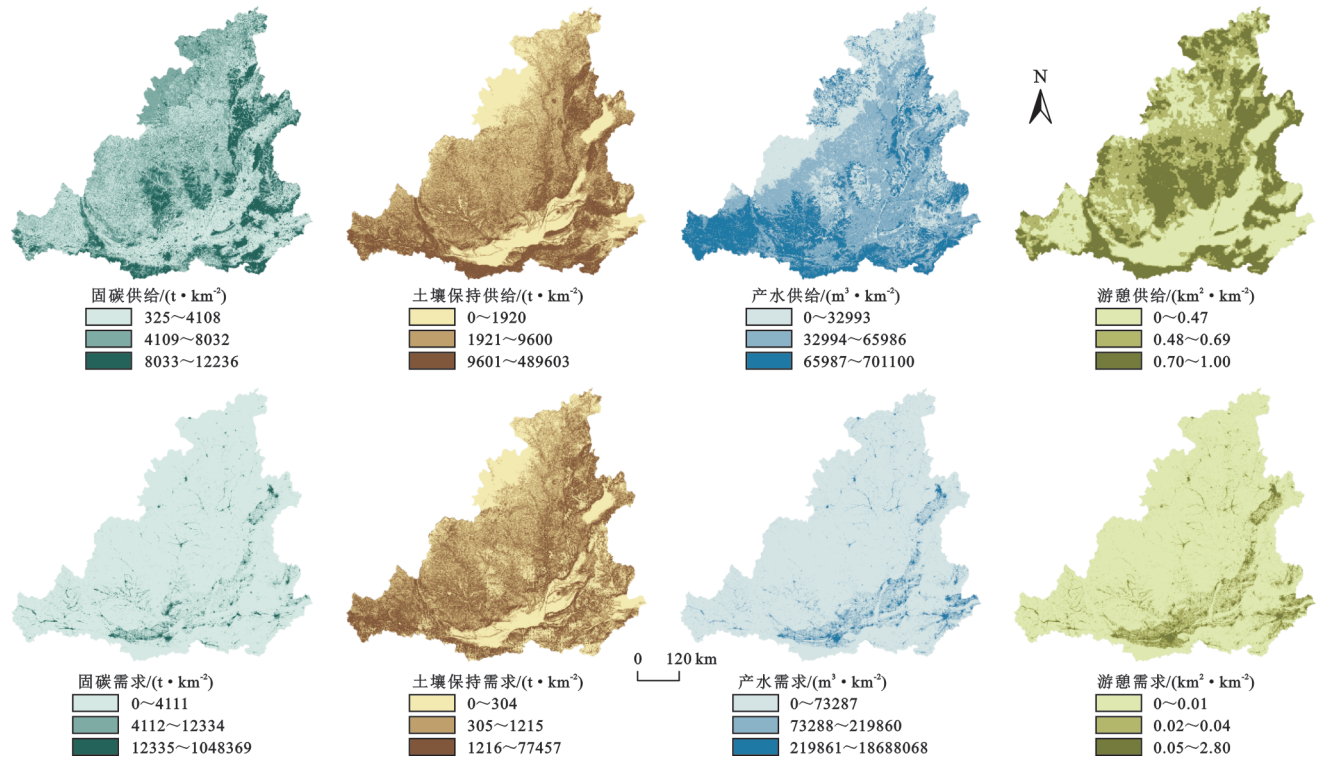 N
固碳供给/(t·km⁻²)
325～4108
4109～8032
8033～12236
土壤保持供给/(t·km⁻²)
0～1920
1921～9600
9601～489603
产水供给/(m³·km⁻²)
0～32993
32994～65986
65987～701100
游憩供给/(km²·km⁻²)
0～0.47
0.48～0.69
0.70～1.00
0 120 km
固碳需求/(t·km⁻²)
0～4111
4112～12334
12335～1048369
土壤保持需求/(t·km⁻²)
0～304
305～1215
1216～77457
产水需求/(m³·km⁻²)
0～73287
73288～219860
219861～18688068
游憩需求/(km²·km⁻²)
0～0.01
0.02～0.04
0.05～2.80